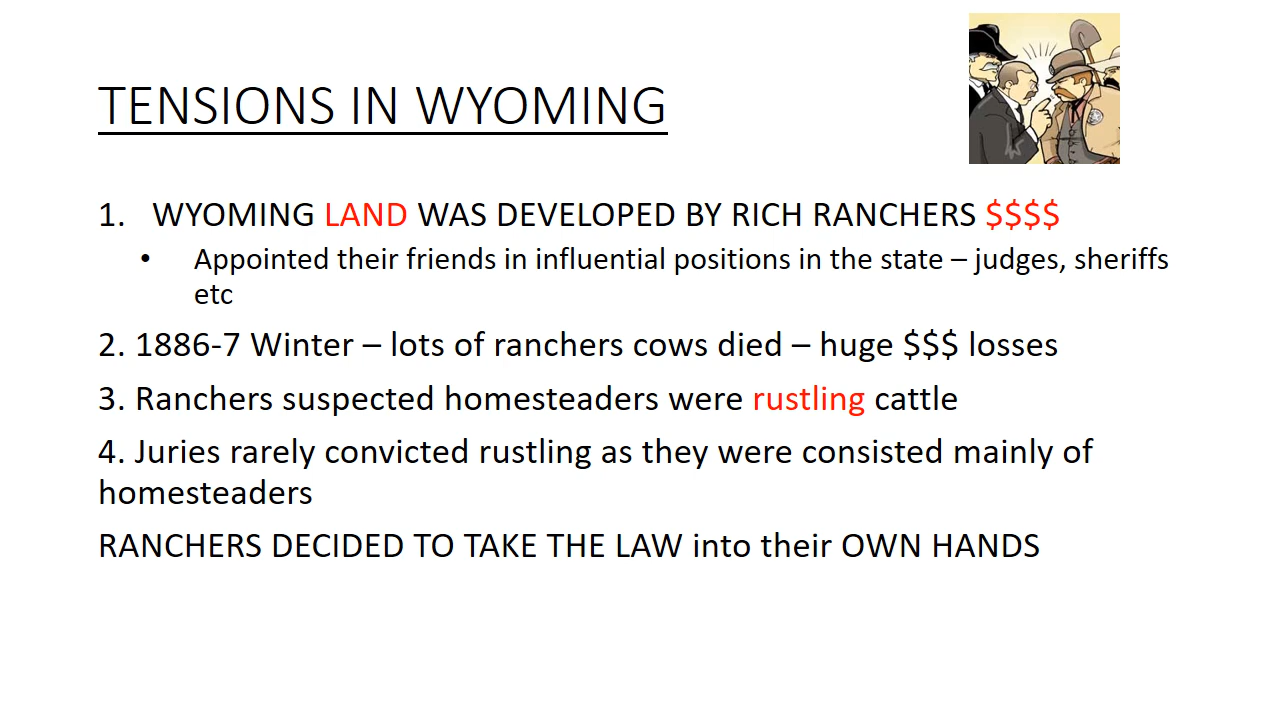 TENSIONS IN WYOMING
1. WYOMING LAND WAS DEVELOPED BY RICH RANCHERS $$$$
• Appointed their friends in influential positions in the state – judges, sheriffs
etc
2. 1886-7 Winter – lots of ranchers cows died – huge $$$ losses
3. Ranchers suspected homesteaders were rustling cattle
4. Juries rarely convicted rustling as they were consisted mainly of
homesteaders
RANCHERS DECIDED TO TAKE THE LAW into their OWN HANDS